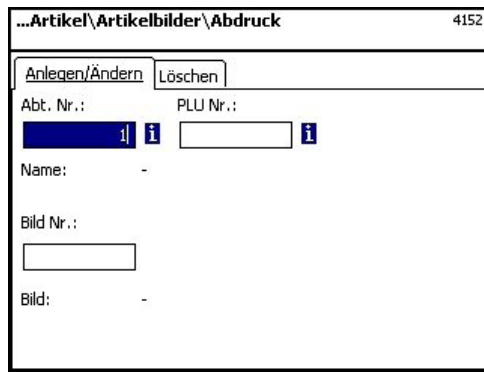 ...Artikel\Artikelbilder\Abdruck 4152
Anlegen/Ändern Löschen
Abt. Nr.: PLU Nr.:
1 i i
Name: -
Bild Nr.:
Bild: -